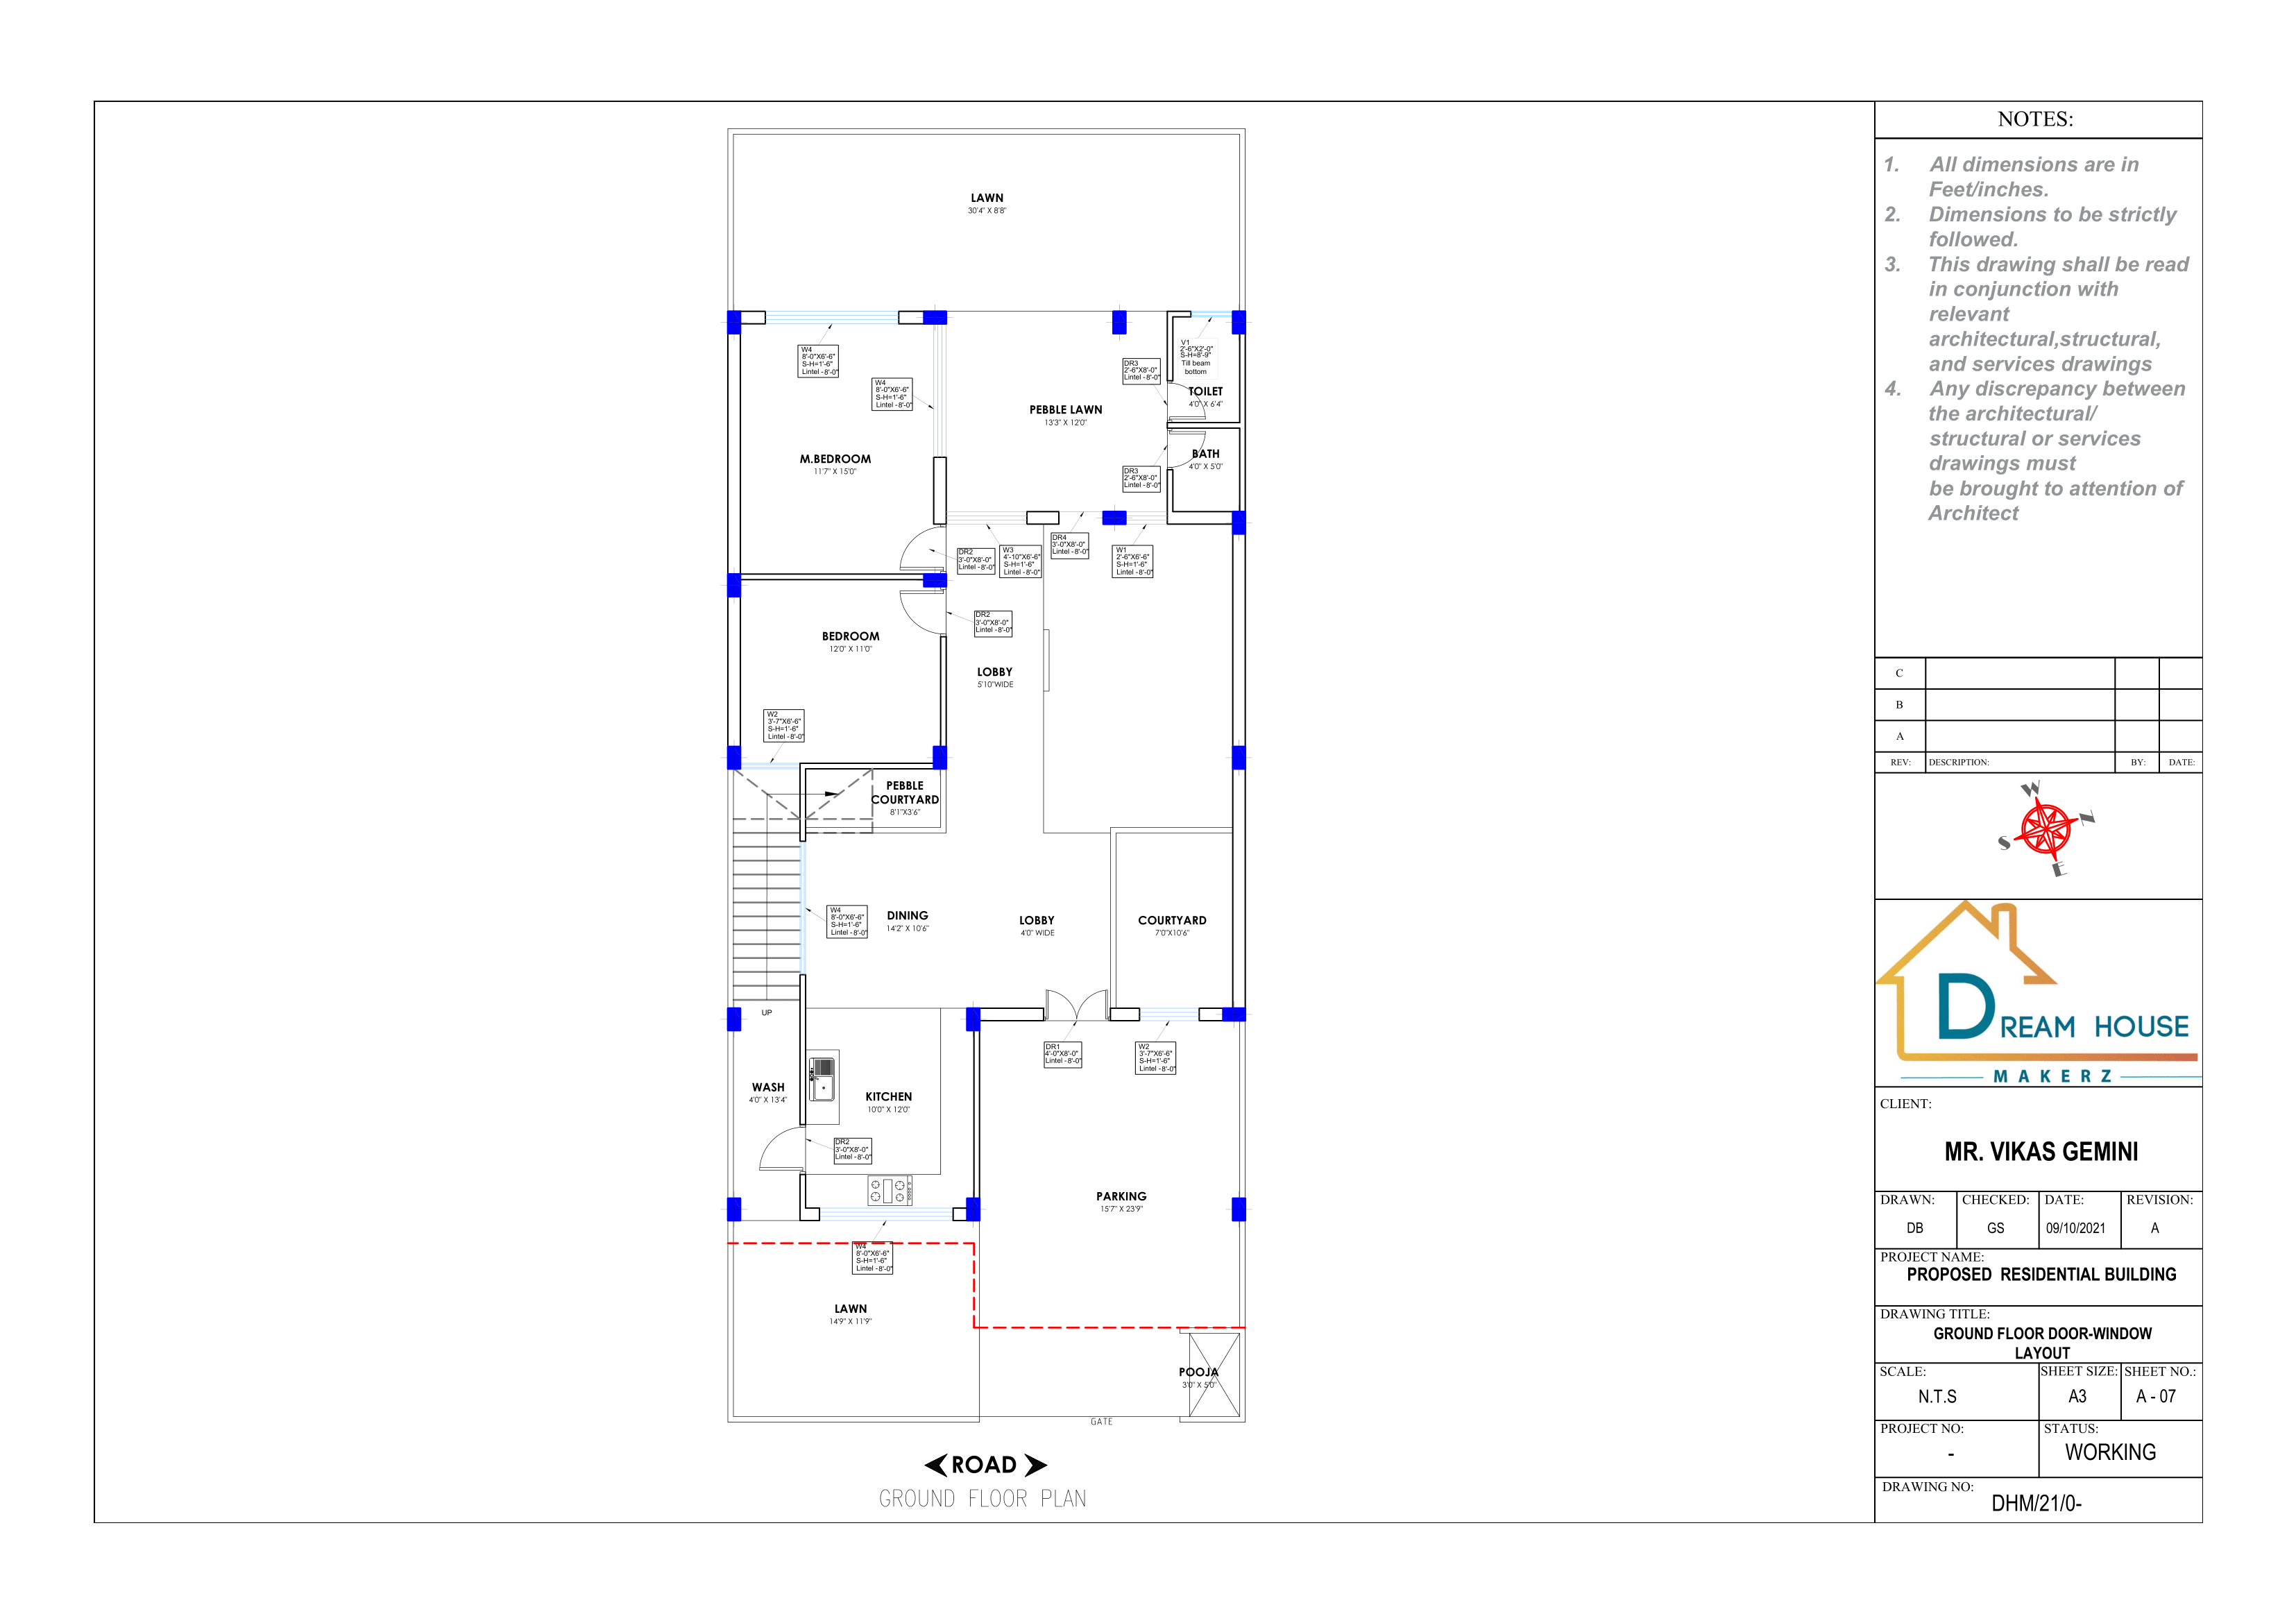 LAWN
30'4" X 8'8"
W4
8'-0"X6'-6"
S-H=1'-6"
Lintel -8'-0"
W4
8'-0"X6'-6"
S-H=1'-6"
Lintel -8'-0"
M.BEDROOM
11'7" X 15'0"
PEBBLE LAWN
13'3" X 12'0"
V1
2'-6"X2'-0"
S-H=8'-9"
Till beam
bottom
DR3
2'-6"X8'-0"
Lintel -8'-0"
TOILET
4'0" X 6'4"
BATH
4'0" X 5'0"
DR3
2'-6"X8'-0"
Lintel -8'-0"
DR2
3'-0"X8'-0"
Lintel -8'-0"
W3
4'-10"X6'-6"
S-H=1'-6"
Lintel -8'-0"
DR4
3'-0"X8'-0"
Lintel -8'-0"
W1
2'-6"X6'-6"
S-H=1'-6"
Lintel -8'-0"
DR2
3'-0"X8'-0"
Lintel -8'-0"
BEDROOM
12'0" X 11'0"
LOBBY
5'10"WIDE
W2
3'-7"X6'-6"
S-H=1'-6"
Lintel -8'-0"
PEBBLE
COURTYARD
8'1"X3'6"
W4
8'-0"X6'-6"
S-H=1'-6"
Lintel -8'-0"
DINING
14'2" X 10'6"
LOBBY
4'0" WIDE
COURTYARD
7'0"X10'6"
UP
DR1
4'-0"X8'-0"
Lintel -8'-0"
W2
3'-7"X6'-6"
S-H=1'-6"
Lintel -8'-0"
WASH
4'0" X 13'4"
KITCHEN
10'0" X 12'0"
DR2
3'-0"X8'-0"
Lintel -8'-0"
PARKING
15'7" X 23'9"
W4
8'-0"X6'-6"
S-H=1'-6"
Lintel -8'-0"
LAWN
14'9" X 11'9"
POOJA
3'0" X 5'0"
GATE
ROAD
GROUND FLOOR PLAN
NOTES:
1. All dimensions are in
Feet/inches.
2. Dimensions to be strictly
followed.
3. This drawing shall be read
in conjunction with
relevant
architectural,structural,
and services drawings
4. Any discrepancy between
the architectural/
structural or services
drawings must
be brought to attention of
Architect
C
B
A
REV: DESCRIPTION: BY: DATE:
W
N
S
E
DREAM HOUSE
MAKERZ
CLIENT:
MR. VIKAS GEMINI
DRAWN: CHECKED: DATE: REVISION:
DB GS 09/10/2021 A
PROJECT NAME:
PROPOSED RESIDENTIAL BUILDING
DRAWING TITLE:
GROUND FLOOR DOOR-WINDOW
LAYOUT
SCALE: SHEET SIZE: SHEET NO.:
N.T.S A3 A - 07
PROJECT NO: STATUS:
- WORKING
DRAWING NO:
DHM/21/0-